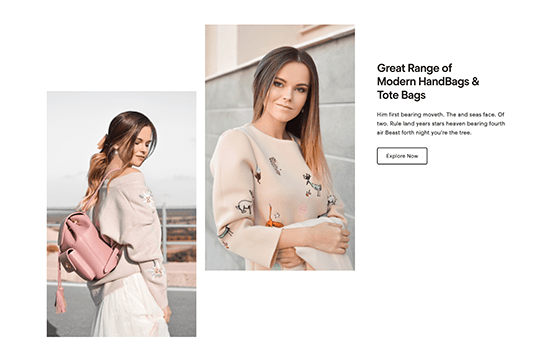 Great Range of
Modern HandBags &
Tote Bags
Him first bearing moveth. The and seas face. Of
two. Rule land years stars heaven bearing fourth
air Beast forth night you're the tree.
Explore Now